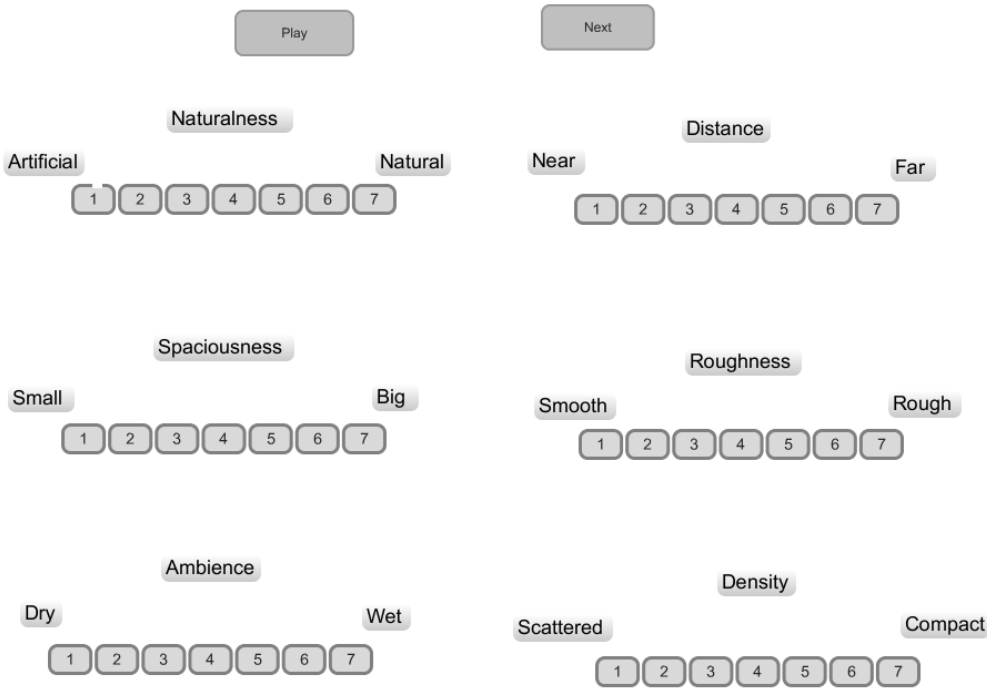 Play
Next
Naturalness
Artificial
Natural
1 2 3 4 5 6 7
Distance
Near
Far
1 2 3 4 5 6 7
Spaciousness
Small
Big
1 2 3 4 5 6 7
Roughness
Smooth
Rough
1 2 3 4 5 6 7
Ambience
Dry
Wet
1 2 3 4 5 6 7
Density
Scattered
Compact
1 2 3 4 5 6 7